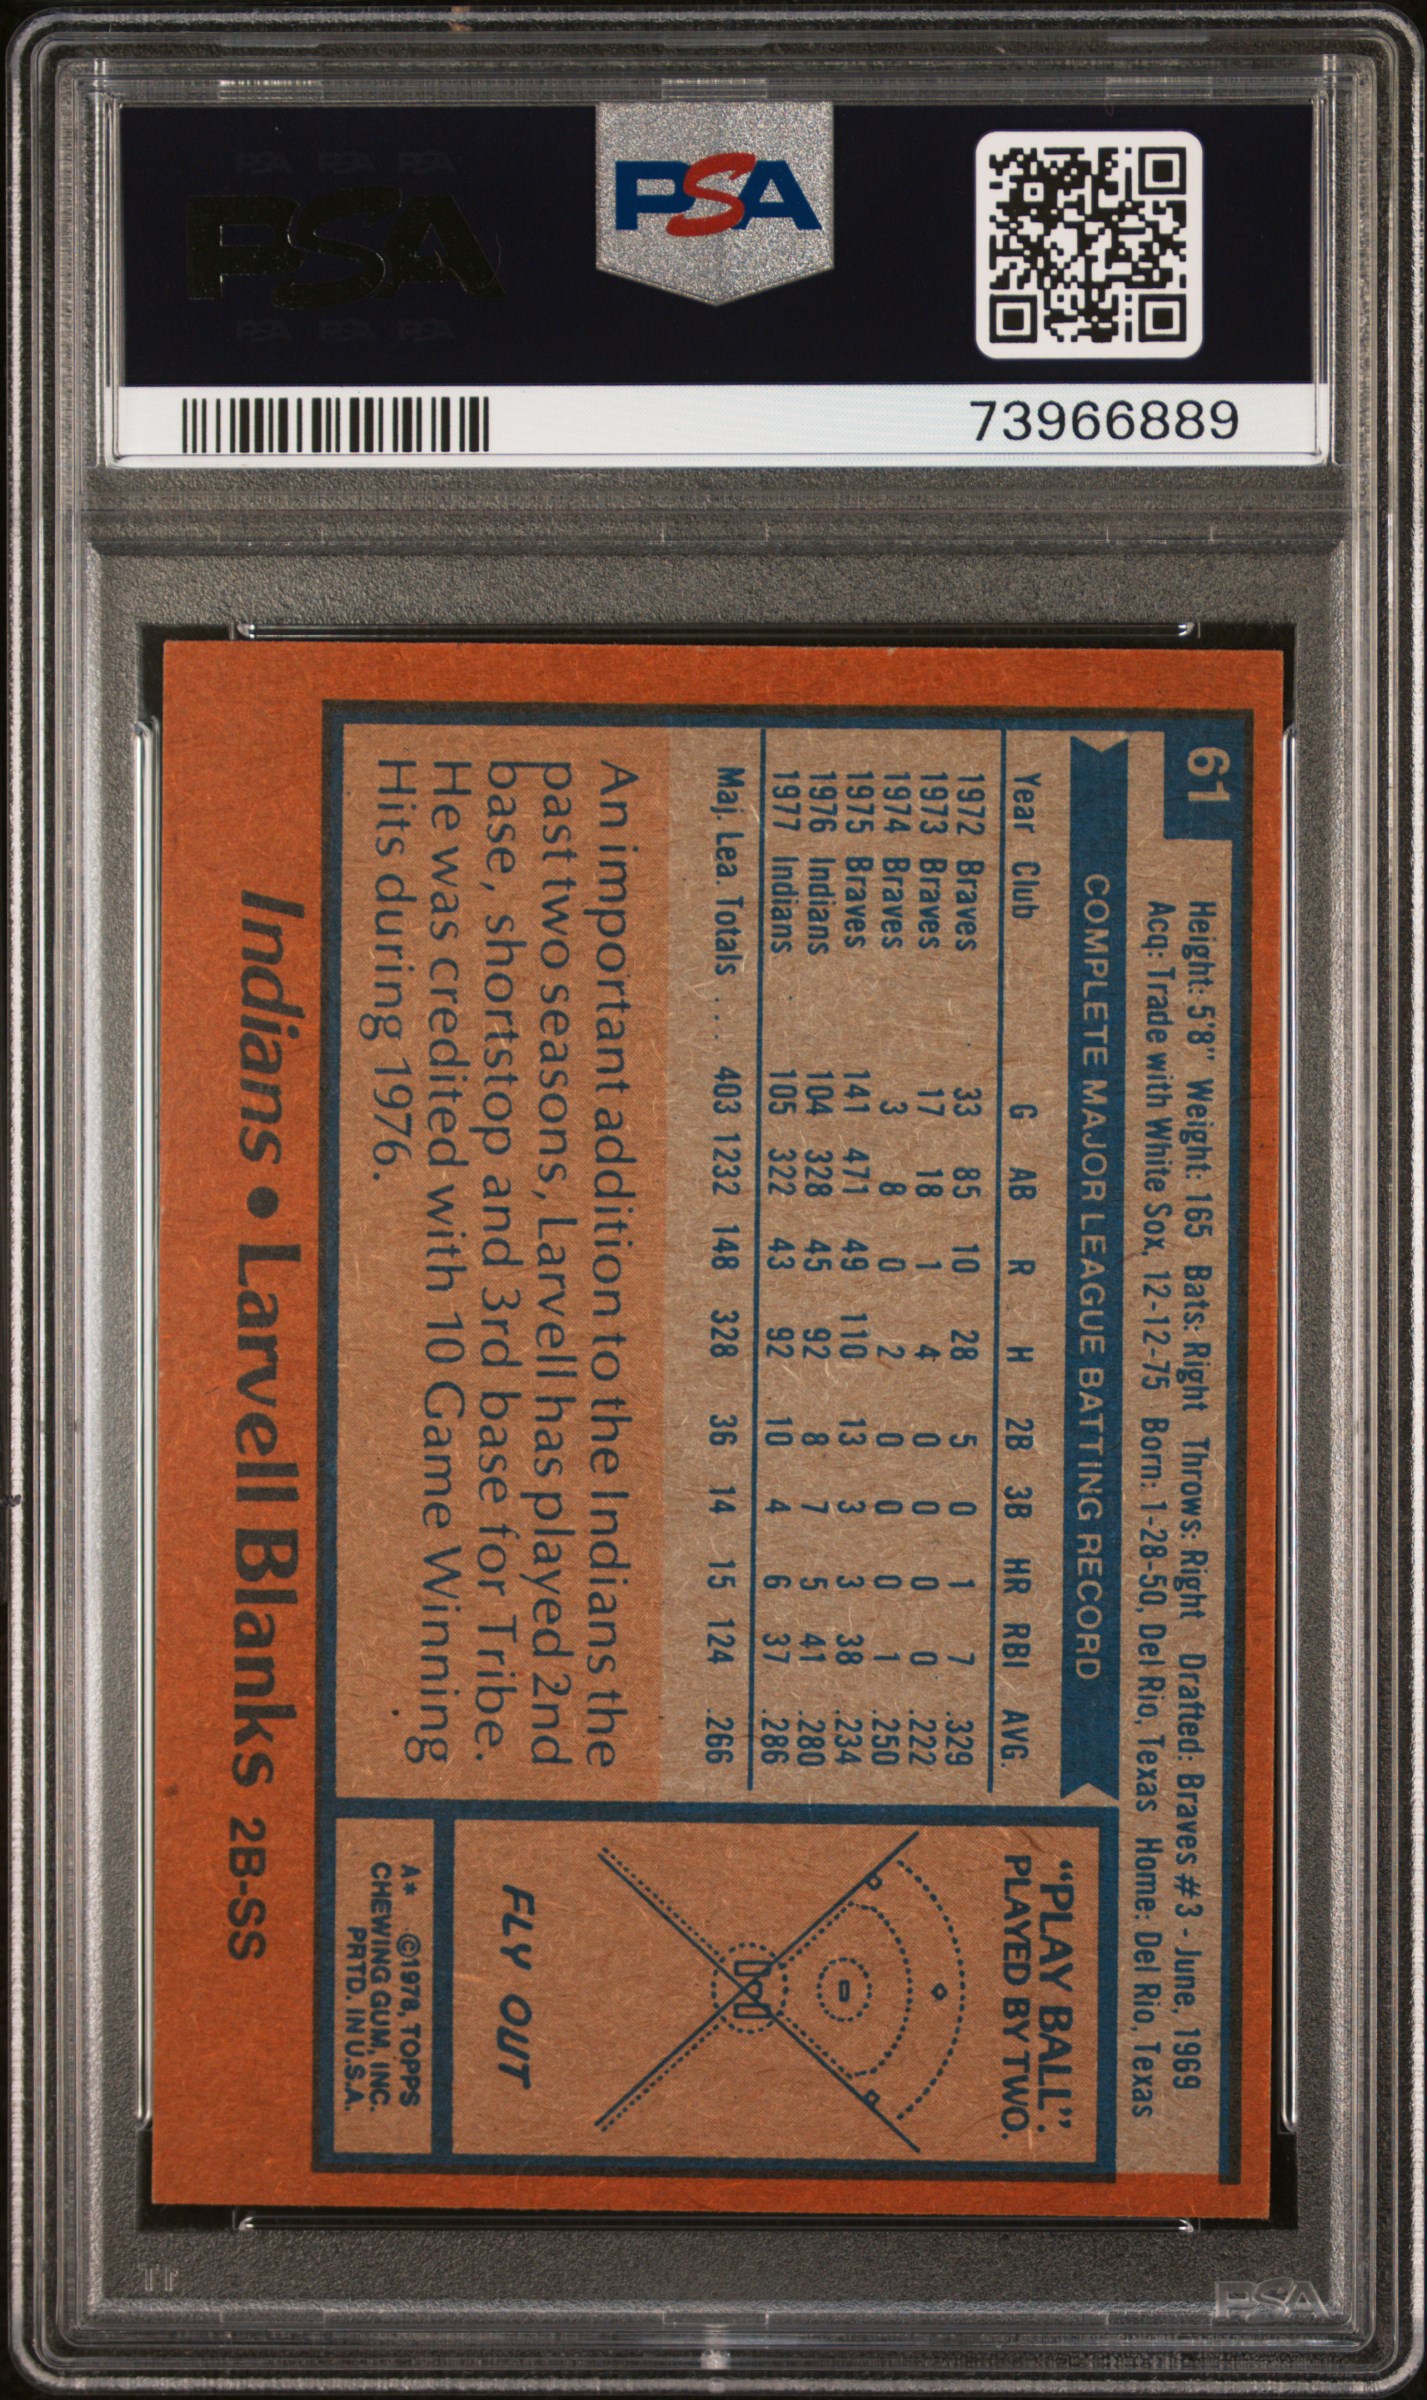 PSA PSA PSA
PSA
PSA PSA PSA
PSA
73966889
61
Height: 5'8" Weight: 165 Bats: Right Throws: Right Drafted: Braves #3 - June, 1969
Acq: Trade with White Sox, 12-12-75 Born: 1-28-50, Del Rio, Texas Home: Del Rio, Texas
COMPLETE MAJOR LEAGUE BATTING RECORD
Year Club G AB R H 2B 3B HR RBI AVG.
1972 Braves 33 85 10 28 5 0 1 7 .329
1973 Braves 17 18 1 4 0 0 0 0 .222
1974 Braves 3 8 0 2 0 0 0 1 .250
1975 Braves 141 471 49 110 13 3 3 38 .234
1976 Indians 104 328 45 92 8 7 5 41 .280
1977 Indians 105 322 43 92 10 4 6 37 .286
Maj. Lea. Totals .... 403 1232 148 328 36 14 15 124 .266
An important addition to the Indians the
past two seasons, Larvell has played 2nd
base, shortstop and 3rd base for Tribe.
He was credited with 10 Game Winning
Hits during 1976.
"PLAY BALL":
PLAYED BY TWO.
FLY OUT
A* ©1978, TOPPS
CHEWING GUM, INC.
PRTD. IN U.S.A.
Indians • Larvell Blanks 2B-SS
PSA